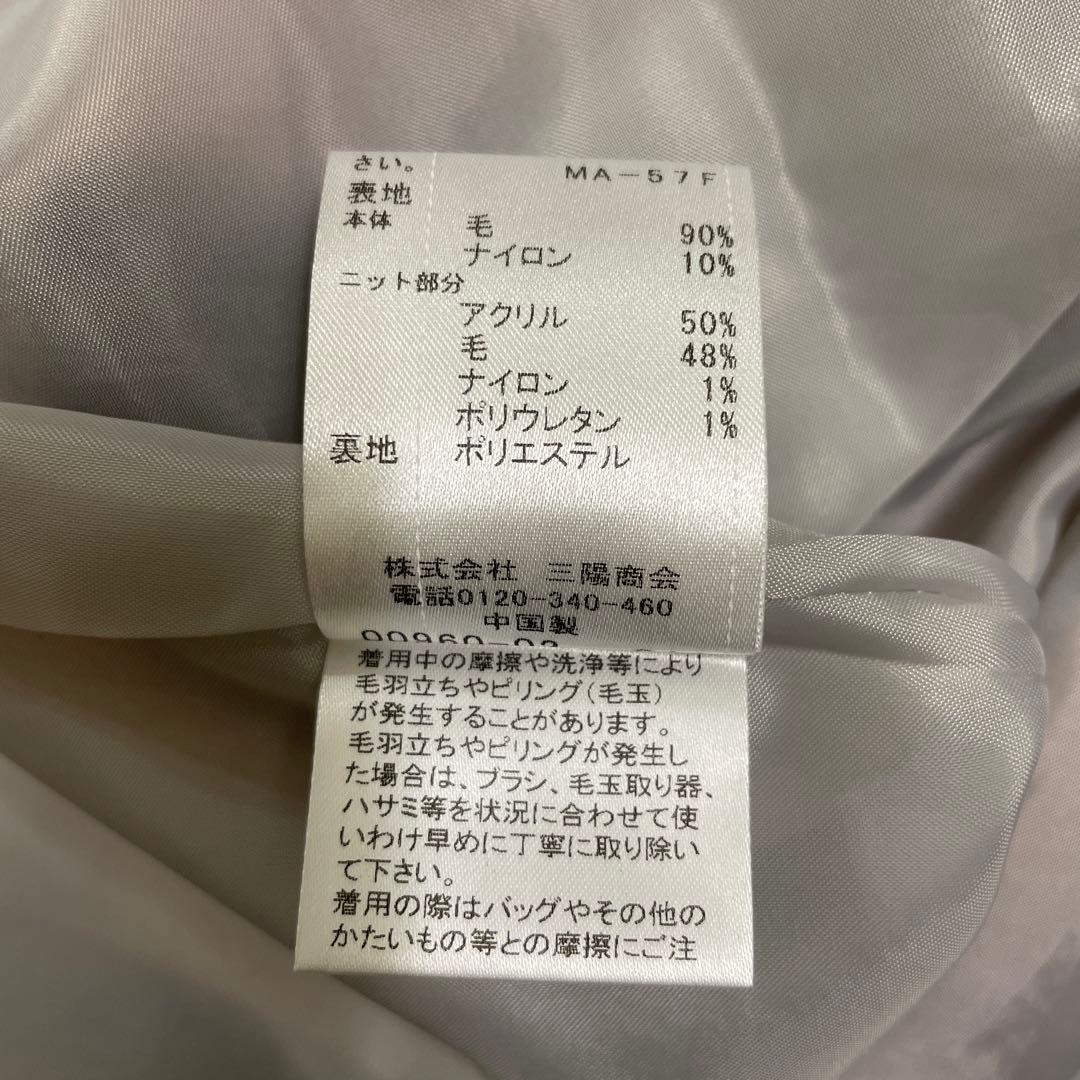 さい。 MA-57F
表地
本体 毛 90%
ナイロン 10%
ニット部分
アクリル 50%
毛 48%
ナイロン 1%
ポリウレタン 1%
裏地 ポリエステル
株式会社 三陽商会
電話0120-340-460
中国製
着用中の摩擦や洗浄等により
毛羽立ちやピリング(毛玉)
が発生することがあります。
毛羽立ちやピリングが発生し
た場合は、ブラシ、毛玉取り器、
ハサミ等を状況に合わせて使
いわけ早めに丁寧に取り除い
て下さい。
着用の際はバッグやその他の
かたいもの等との摩擦にご注